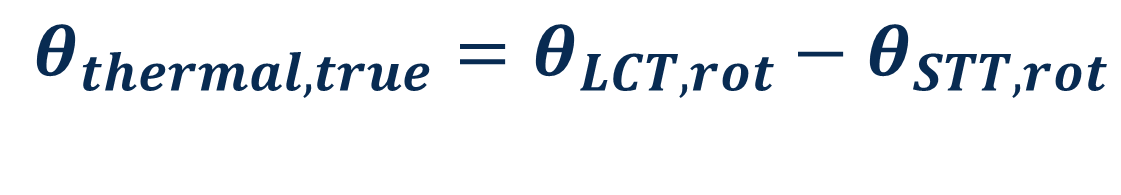 θthermal,true = θLCT,rot − θSTT,rot